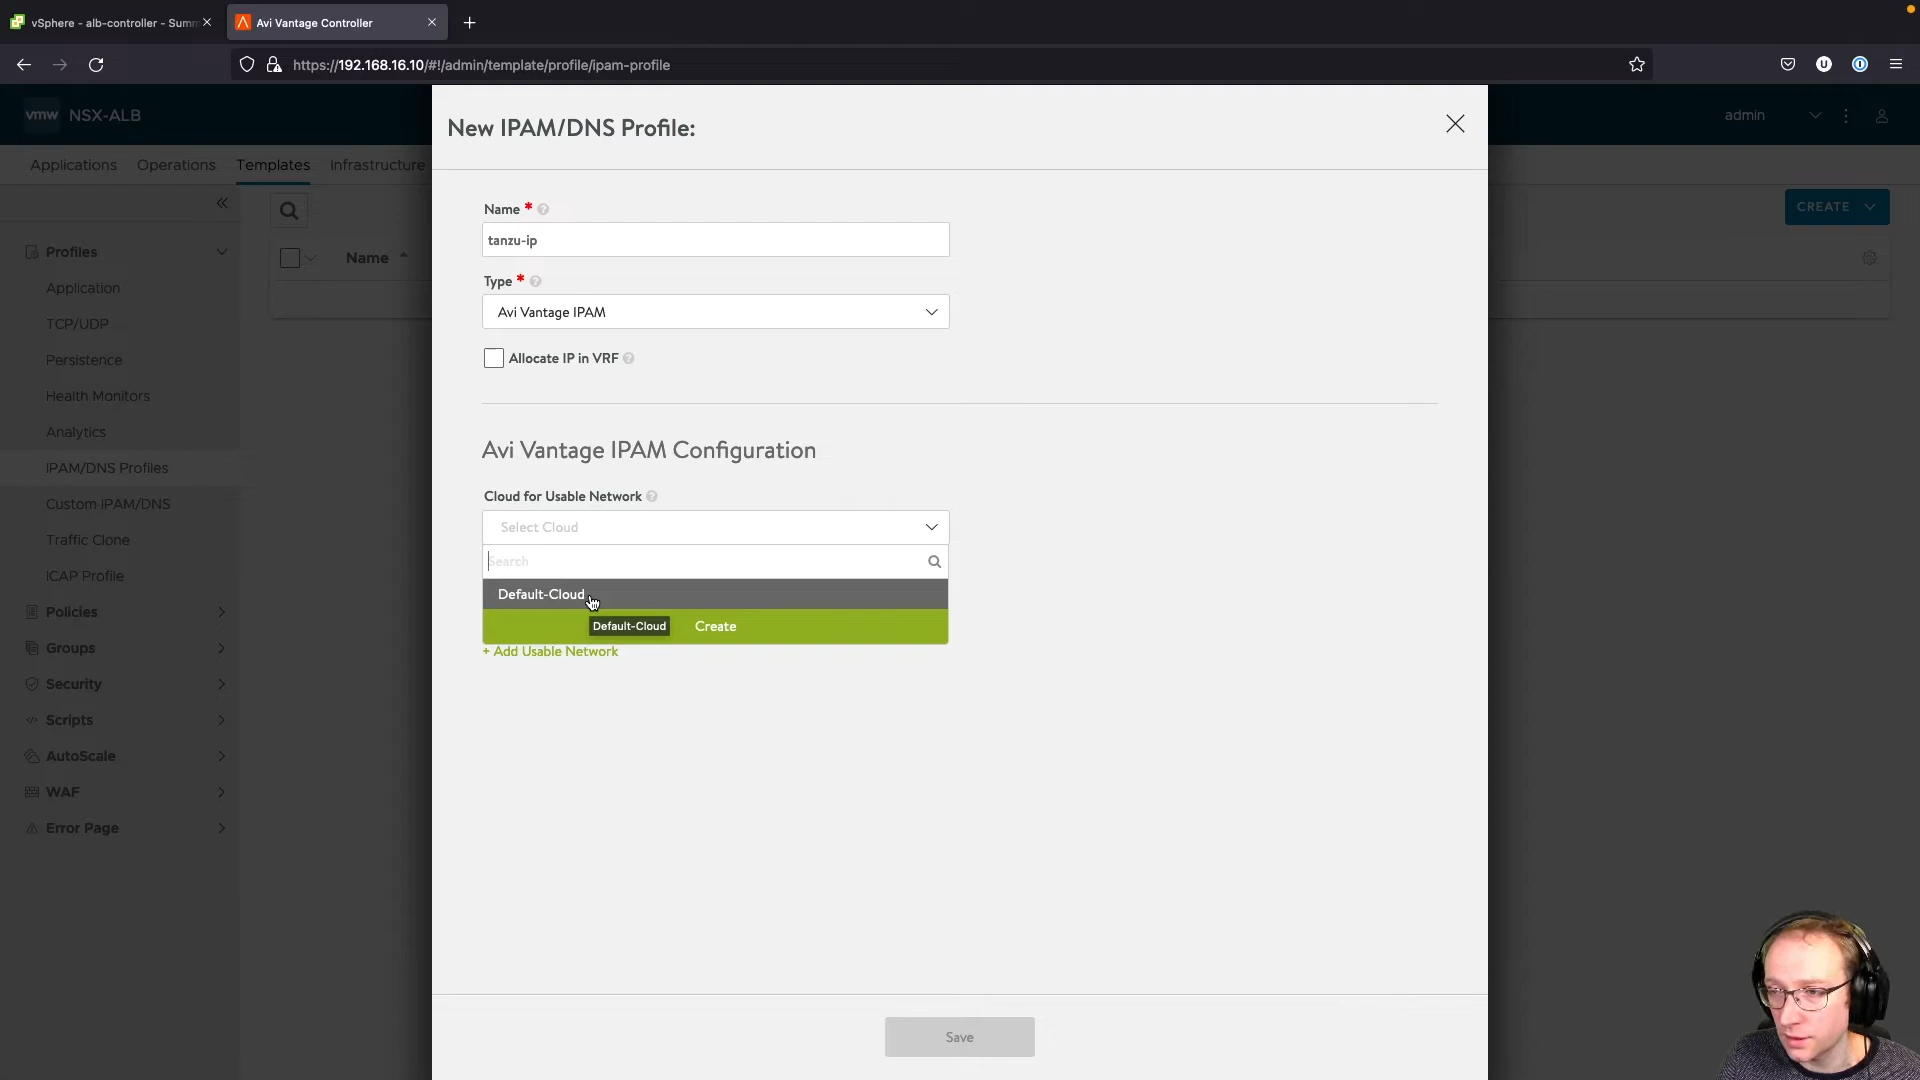 vSphere - alb-controller - Summ
Avi Vantage Controller
https://192.168.16.10/#!/admin/template/profile/ipam-profile
vmw NSX-ALB
admin
Applications Operations Templates Infrastructure
CREATE
Profiles
Application
TCP/UDP
Persistence
Health Monitors
Analytics
IPAM/DNS Profiles
Custom IPAM/DNS
Traffic Clone
ICAP Profile
Policies
Groups
Security
Scripts
AutoScale
WAF
Error Page
Name
New IPAM/DNS Profile:
Name *
tanzu-ip
Type *
Avi Vantage IPAM
Allocate IP in VRF
Avi Vantage IPAM Configuration
Cloud for Usable Network
Select Cloud
Search
Default-Cloud
Default-Cloud
Create
+ Add Usable Network
Save